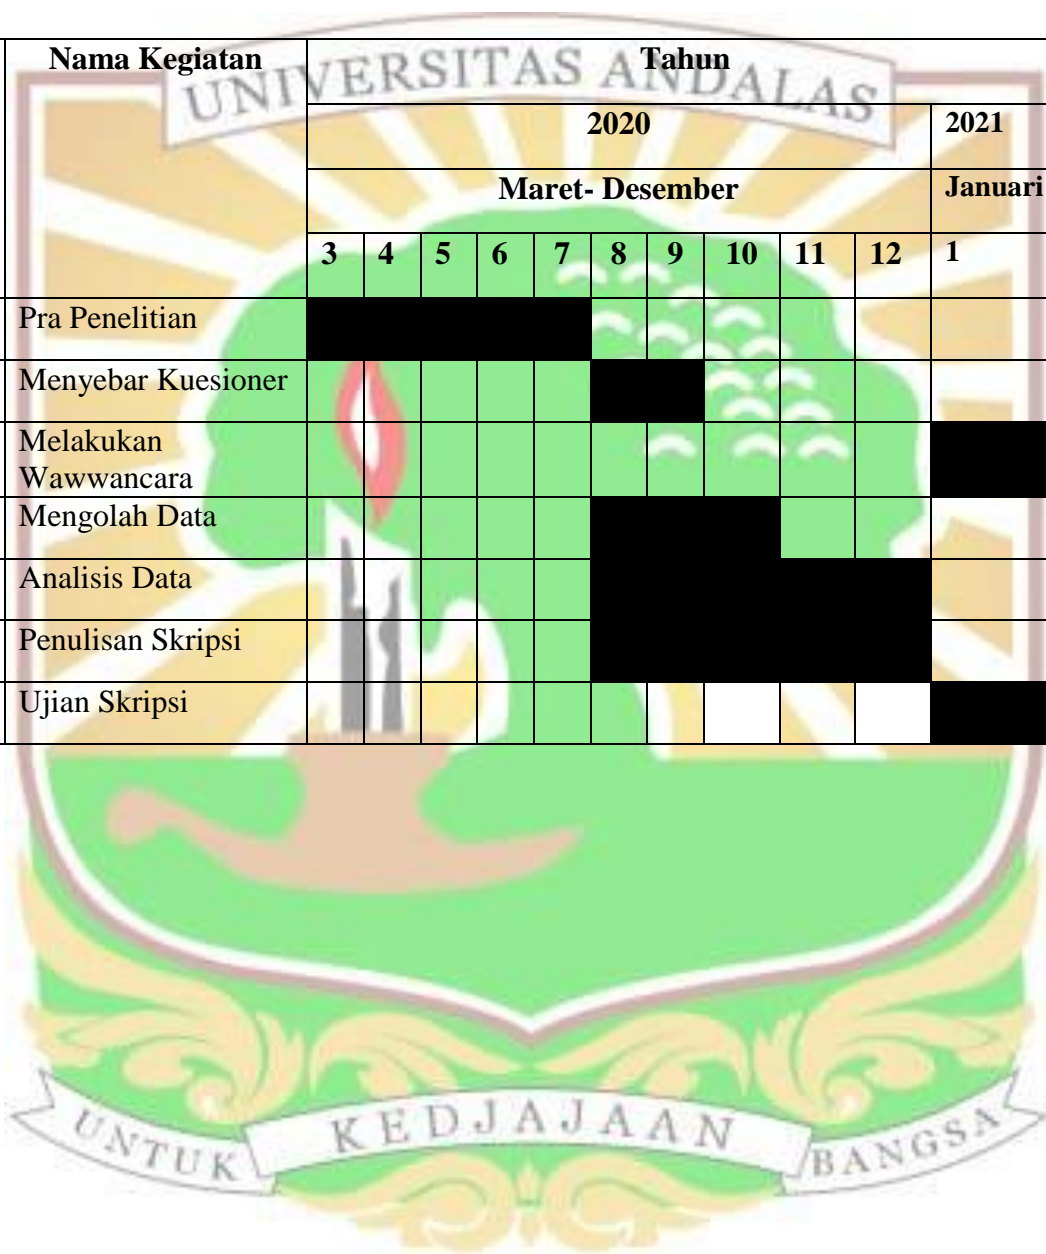 Nama Kegiatan
Tahun
UNIVERSITAS ANDALAS
2020
2021
Maret- Desember
Januari
3 4 5 6 7 8 9 10 11 12 1
Pra Penelitian
Menyebar Kuesioner
Melakukan
Wawwancara
Mengolah Data
Analisis Data
Penulisan Skripsi
Ujian Skripsi
UNTUK KEDJAJAAN BANGSA